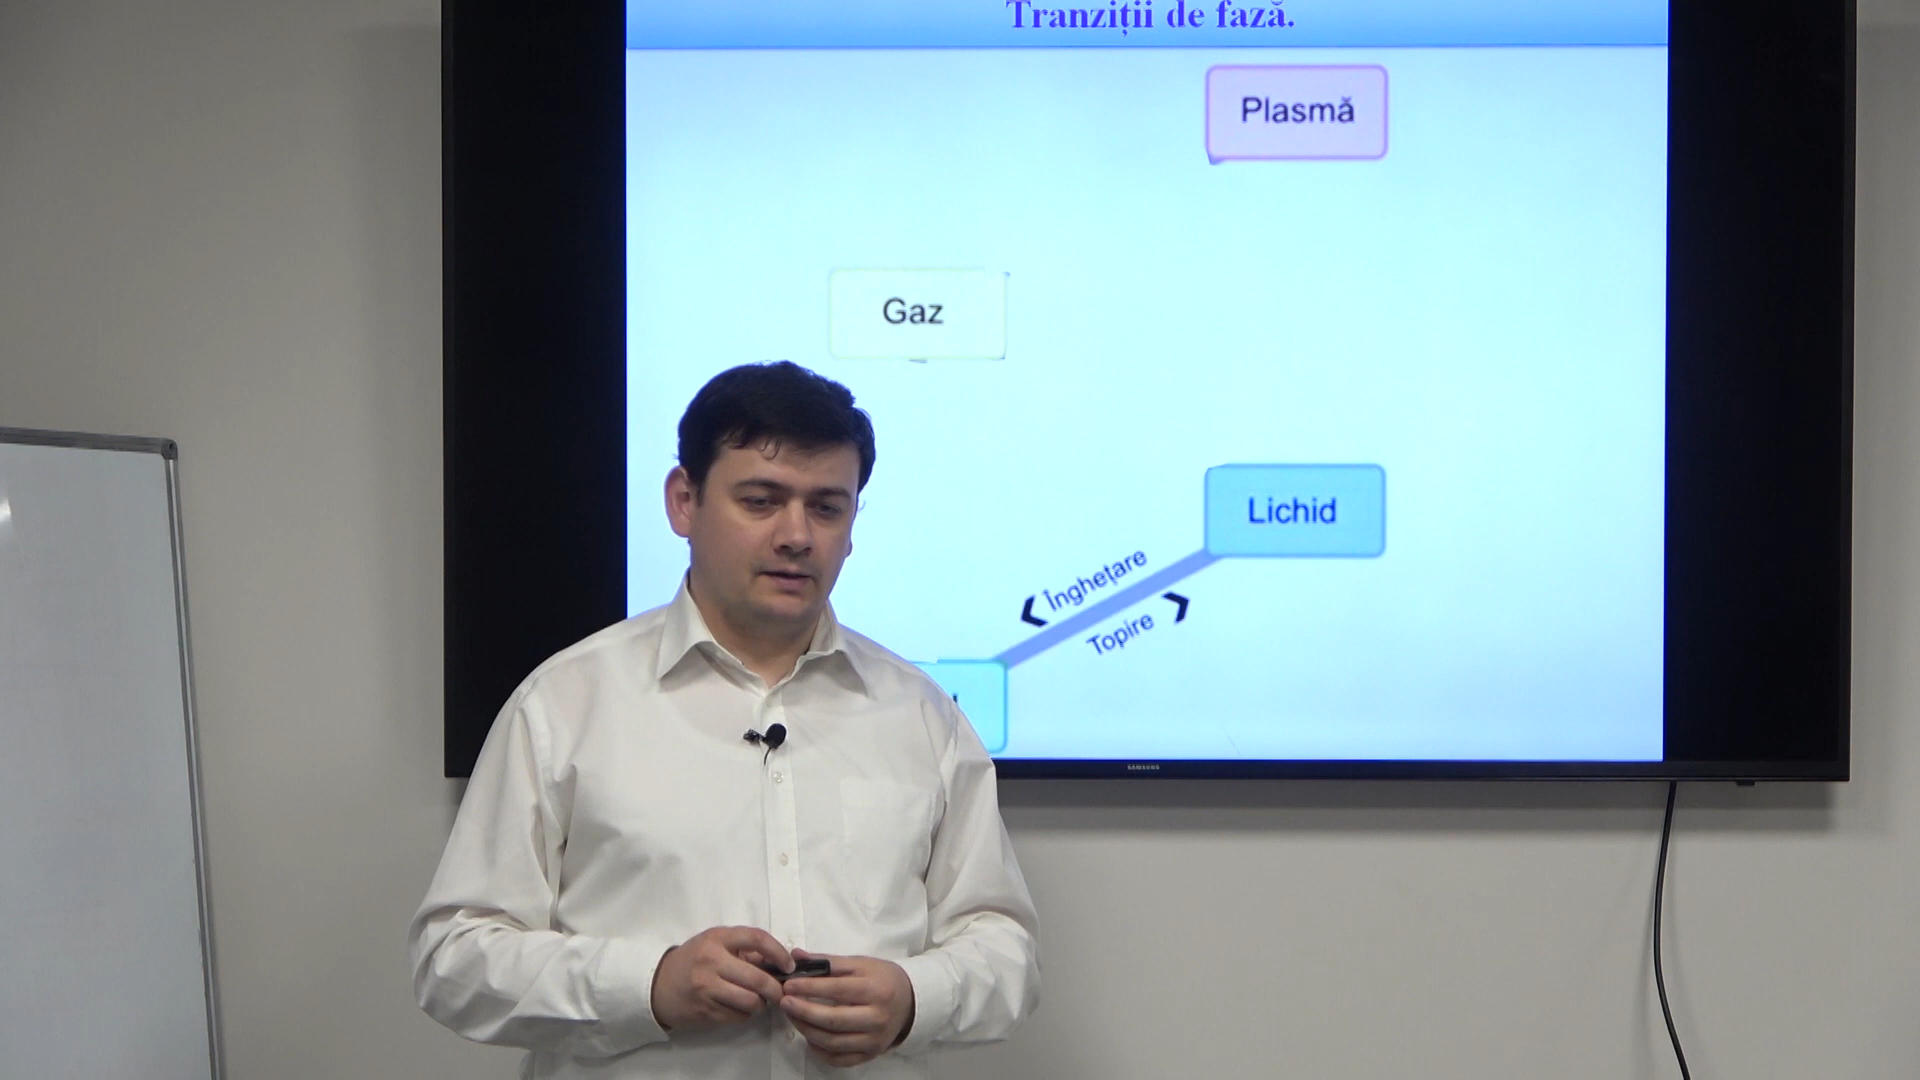 Tranziții de fază.
Plasmă
Gaz
Lichid
Înghețare
Topire
SAMSUNG